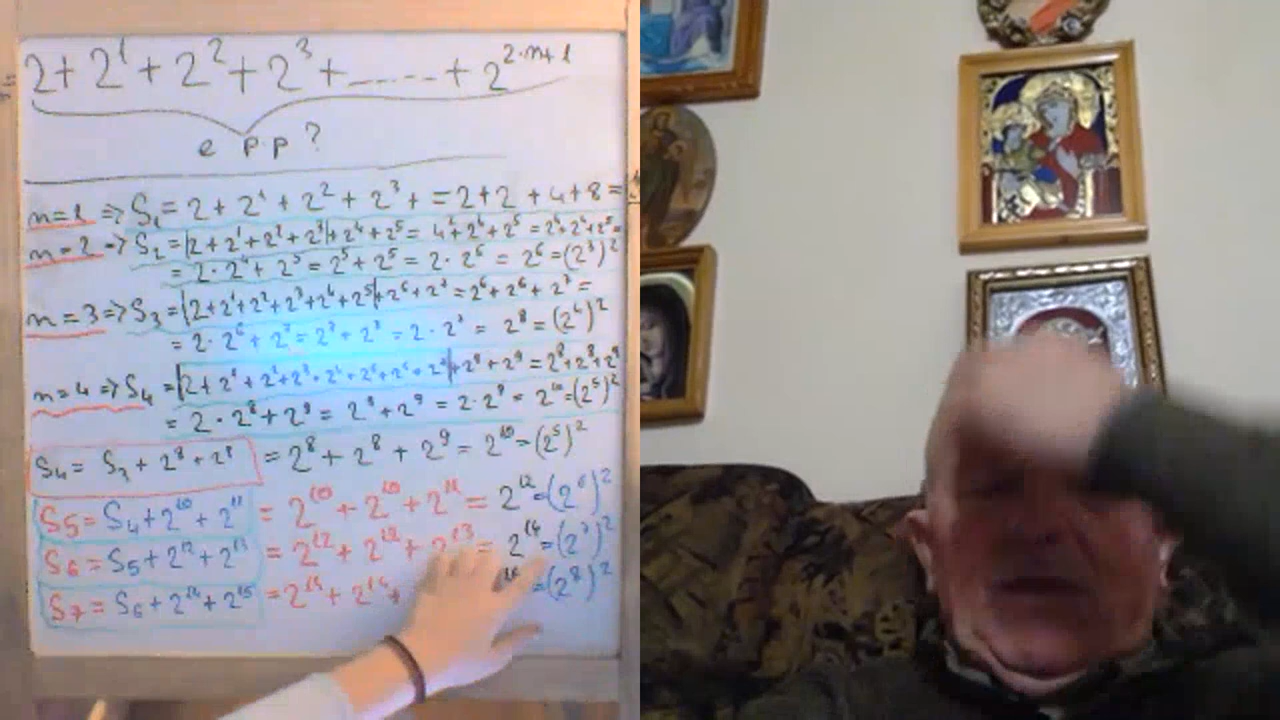 = 2 + 2¹ + 2² + 2³ + ...... + 2^(2·n+1)
e p.p ?
n=1 => S₁ = 2 + 2¹ + 2² + 2³ + = 2 + 2 + 4 + 8 =
n=2 -> S₂ = |2+2¹+2²+2³|+2⁴+2⁵ = 4²+2⁴+2⁵ = 2⁴+2⁴+2⁵=
= 2·2⁴+2⁵ = 2⁵+2⁵ = 2·2⁵ = 2⁶ = (2³)²
n=3 => S₃ = |2+2¹+2²+2³+2⁴+2⁵|+2⁶+2⁷ = 2⁶+2⁶+2⁷ =
= 2·2⁶ + 2⁷ = 2⁷ + 2⁷ = 2·2⁷ = 2⁸ = (2⁴)²
n=4 => S₄ = |2+2¹+2²+2³+2⁴+2⁵+2⁶+2⁷|+2⁸+2⁹ = 2⁸+2⁸+2⁹
= 2·2⁸+2⁹ = 2⁹+2⁹ = 2·2⁹ = 2¹⁰=(2⁵)²
S₄ = S₃ + 2⁸ + 2⁹ = 2⁸ + 2⁸ + 2⁹ = 2¹⁰ = (2⁵)²
S5 = S₄ + 2¹⁰ + 2¹¹ = 2¹⁰ + 2¹⁰ + 2¹¹ = 2¹² = (2⁶)²
S₆ = S₅ + 2¹² + 2¹³ = 2¹² + 2¹² + 2¹³ = 2¹⁴ = (2⁷)²
S₇ = S₆ + 2¹⁴ + 2¹⁵ = 2¹⁴ + 2¹⁴ + ¹⁶ = (2⁸)²